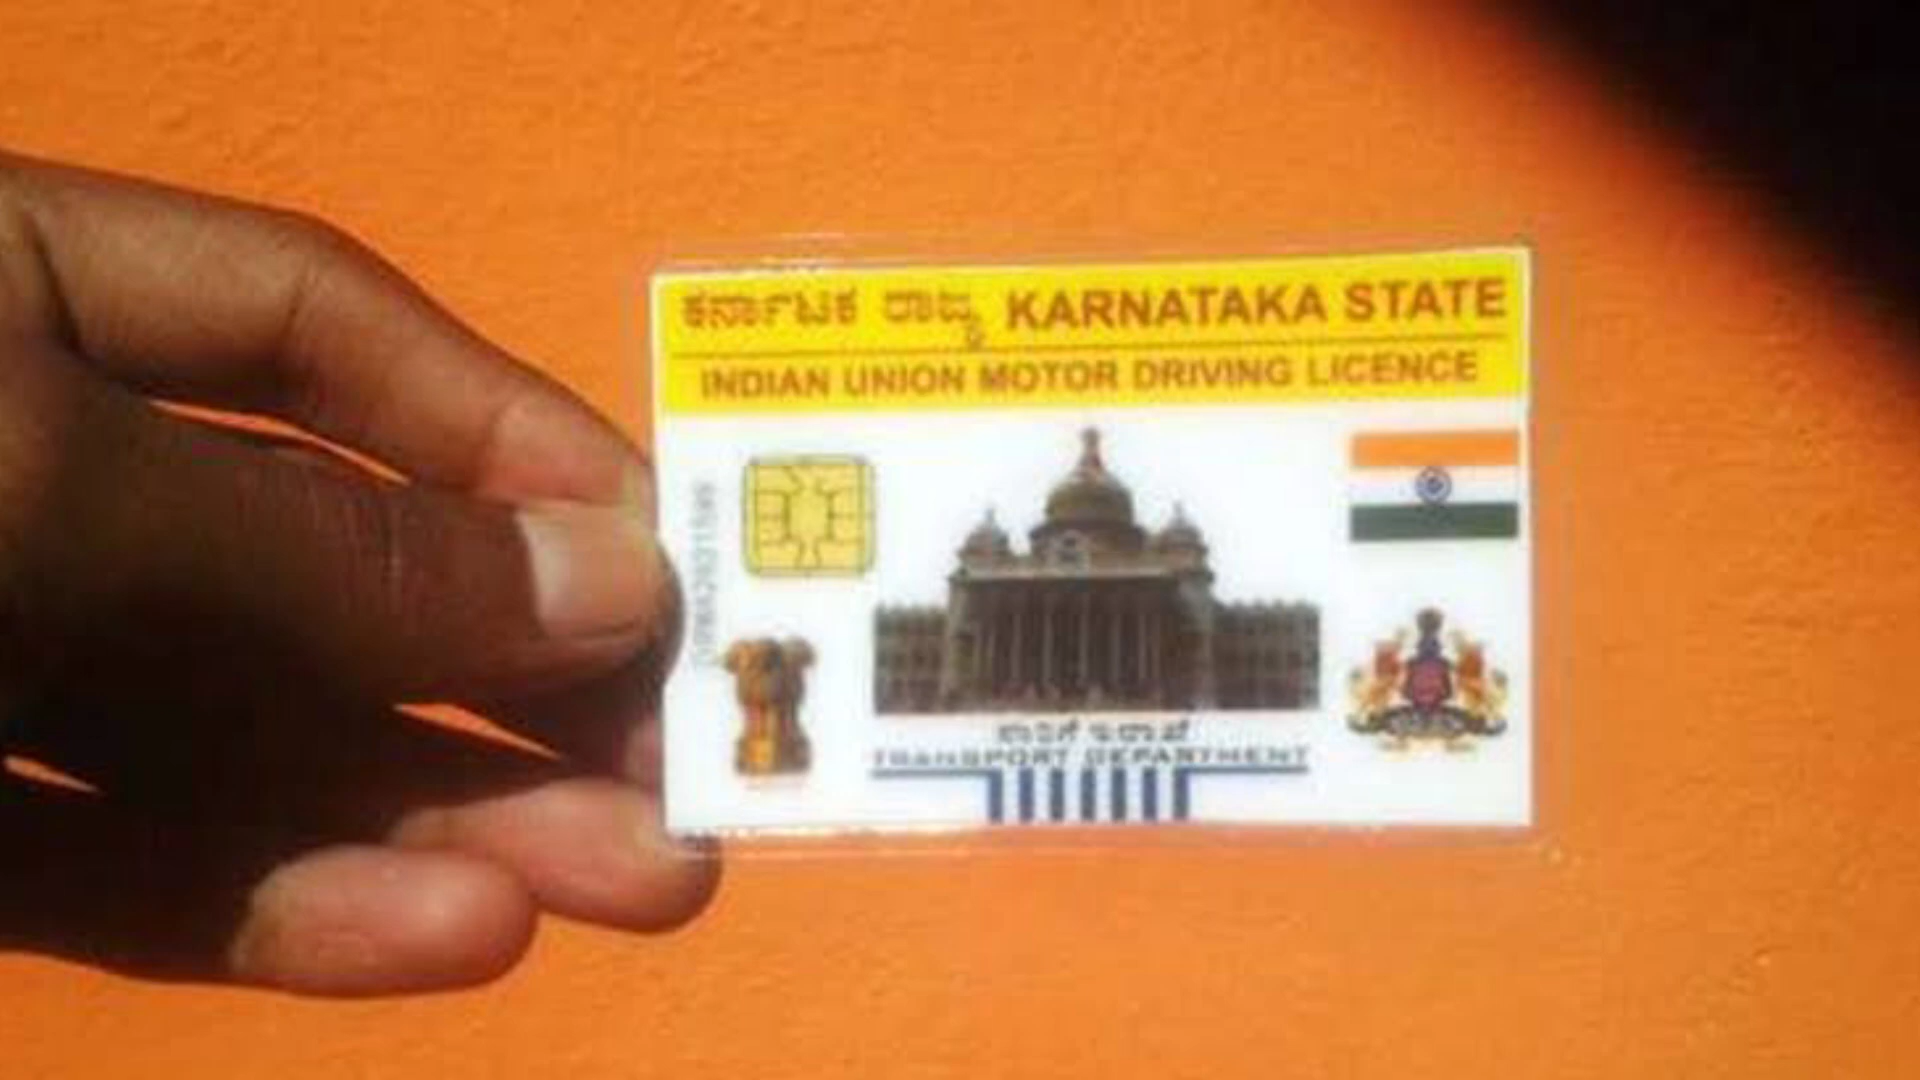 ಕರ್ನಾಟಕ ರಾಜ್ಯ KARNATAKA STATE
INDIAN UNION MOTOR DRIVING LICENCE
ಸಾರಿಗೆ ಇಲಾಖೆ
TRANSPORT DEPARTMENT